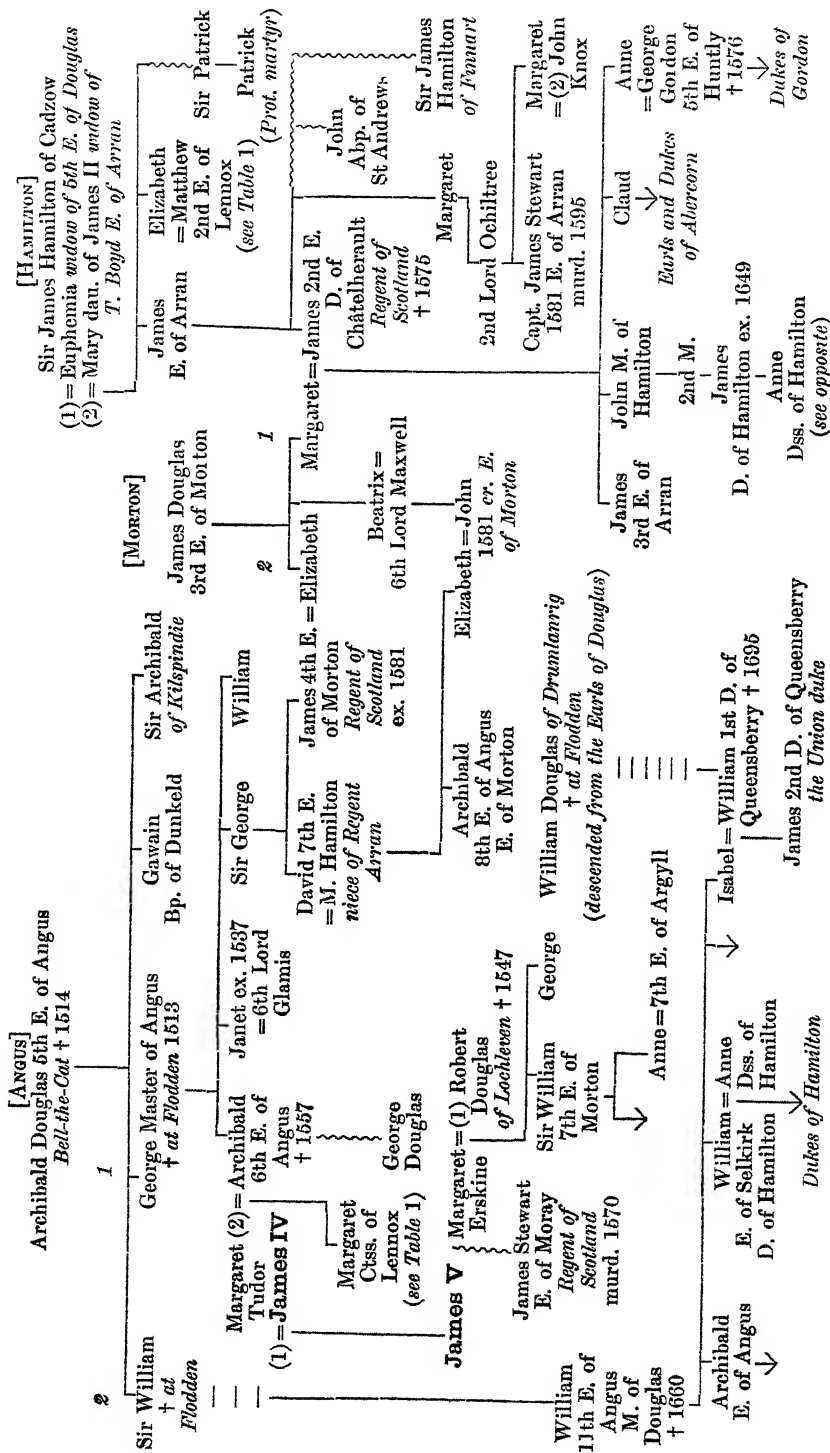 [ANGUS]
Archibald Douglas 5th E. of Angus
Bell-the-Cat † 1514
2
1
Sir William
† at
Flodden
George Master of Angus
† at Flodden 1513
Gawain
Bp. of Dunkeld
Sir Archibald
of Kilspindie
Margaret (2) = Archibald
Tudor
6th E. of
Angus
† 1557
(1) = James IV
Janet ex. 1537
= 6th Lord
Glamis
Sir George
William
Margaret
Ctss. of
Lennox
(see Table 1)
George
Douglas
David 7th E.
= M. Hamilton
niece of Regent
Arran
James 4th E. = Elizabeth
of Morton
Regent of
Scotland
ex. 1581
James V
Margaret = (1) Robert
Erskine
Douglas
of Lochleven † 1547
Archibald
8th E. of Angus
E. of Morton
Elizabeth = John
1581 cr. E.
of Morton
James Stewart
E. of Moray
Regent of
Scotland
murd. 1570
Sir William
7th E. of
Morton
George
William Douglas of Drumlanrig
† at Flodden
(descended from the Earls of Douglas)
Anne = 7th E. of Argyll
William
11th E. of
Angus
M. of
Douglas
† 1660
Archibald
E. of Angus
William = Anne
E. of Selkirk
Dss. of
D. of Hamilton
Hamilton
Dukes of Hamilton
Isabel = William 1st D. of
Queensberry † 1695
James 2nd D. of Queensberry
the Union duke
[MORTON]
James Douglas
3rd E. of Morton
2
1
Beatrix =
6th Lord Maxwell
Margaret = James 2nd E.
D. of
Châtelherault
Regent of
Scotland
† 1575
[HAMILTON]
Sir James Hamilton of Cadzow
(1) = Euphemia widow of 5th E. of Douglas
(2) = Mary dau. of James II widow of
T. Boyd E. of Arran
James
E. of Arran
Elizabeth
= Matthew
2nd E. of
Lennox
(see Table 1)
Sir Patrick
Patrick
(Prot. martyr)
John
Abp. of
St Andrews
Sir James
Hamilton
of Fennart
Margaret
2nd Lord Ochiltree
Capt. James Stewart
1581 E. of Arran
murd. 1595
Margaret
= (2) John
Knox
James
3rd E. of
Arran
John M. of
Hamilton
2nd M.
James
D. of Hamilton ex. 1649
Anne
Dss. of Hamilton
(see opposite)
Claud
Earls and Dukes
of Abercorn
Anne
= George
Gordon
5th E. of
Huntly
† 1576
Dukes of
Gordon